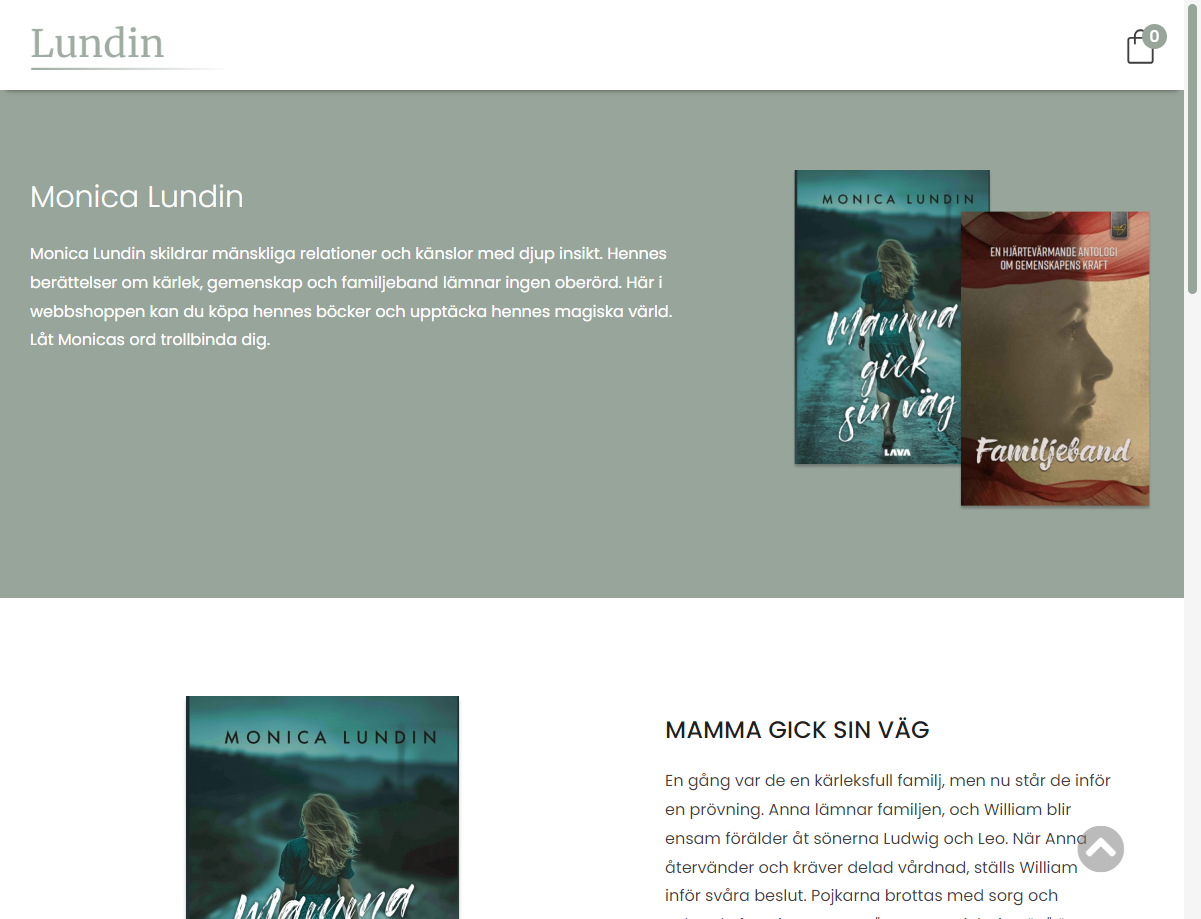 Lundin
0
Monica Lundin
Monica Lundin skildrar mänskliga relationer och känslor med djup insikt. Hennes
berättelser om kärlek, gemenskap och familjeband lämnar ingen oberörd. Här i
webbshoppen kan du köpa hennes böcker och upptäcka hennes magiska värld.
Låt Monicas ord trollbinda dig.
MONICA LUNDIN
Mamma
gick
sin väg
LAVA
EN HJÄRTEVÄRMANDE ANTOLOGI
OM GEMENSKAPENS KRAFT
Familjeband
MONICA LUNDIN
Mamma
MAMMA GICK SIN VÄG
En gång var de en kärleksfull familj, men nu står de inför
en prövning. Anna lämnar familjen, och William blir
ensam förälder åt sönerna Ludwig och Leo. När Anna
återvänder och kräver delad vårdnad, ställs William
inför svåra beslut. Pojkarna brottas med sorg och